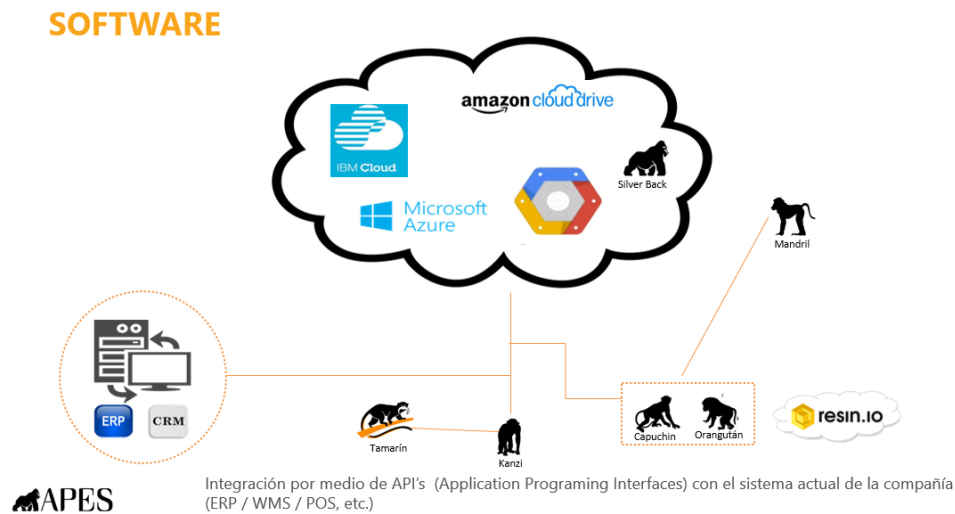 SOFTWARE
amazon cloud drive
IBM Cloud
Silver Back
Microsoft
Azure
Mandril
ERP
CRM
resin.io
Capuchin
Orangután
Tamarín
Kanzi
APES
Integración por medio de API's (Application Programing Interfaces) con el sistema actual de la compañía
(ERP / WMS / POS, etc.)